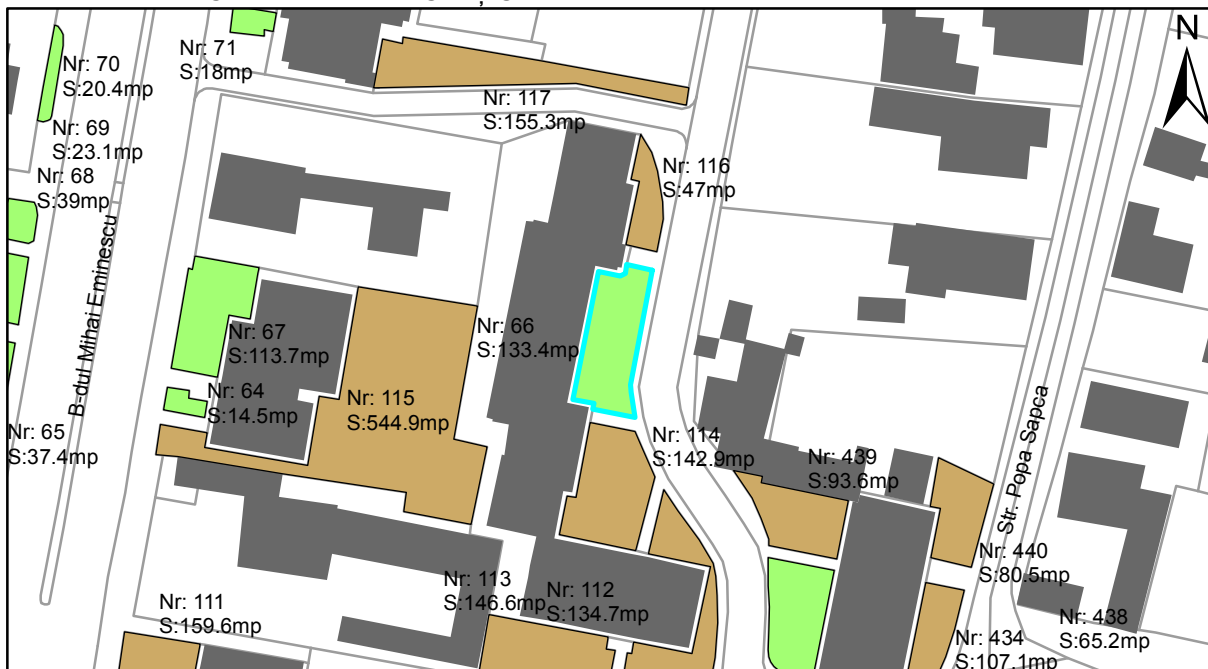 N
Nr: 71
S:18mp
Nr: 70
S:20.4mp
Nr: 117
S:155.3mp
Nr: 69
S:23.1mp
Nr: 116
S:47mp
Nr: 68
S:39mp
B-dul Mihai Eminescu
Nr: 67
S:113.7mp
Nr: 66
S:133.4mp
Nr: 64
S:14.5mp
Nr: 115
S:544.9mp
Nr: 65
S:37.4mp
Nr: 114
S:142.9mp
Nr: 439
S:93.6mp
Str. Popa Sapca
Nr: 440
S:80.5mp
Nr: 113
S:146.6mp
Nr: 112
S:134.7mp
Nr: 111
S:159.6mp
Nr: 438
S:65.2mp
Nr: 434
S:107.1mp